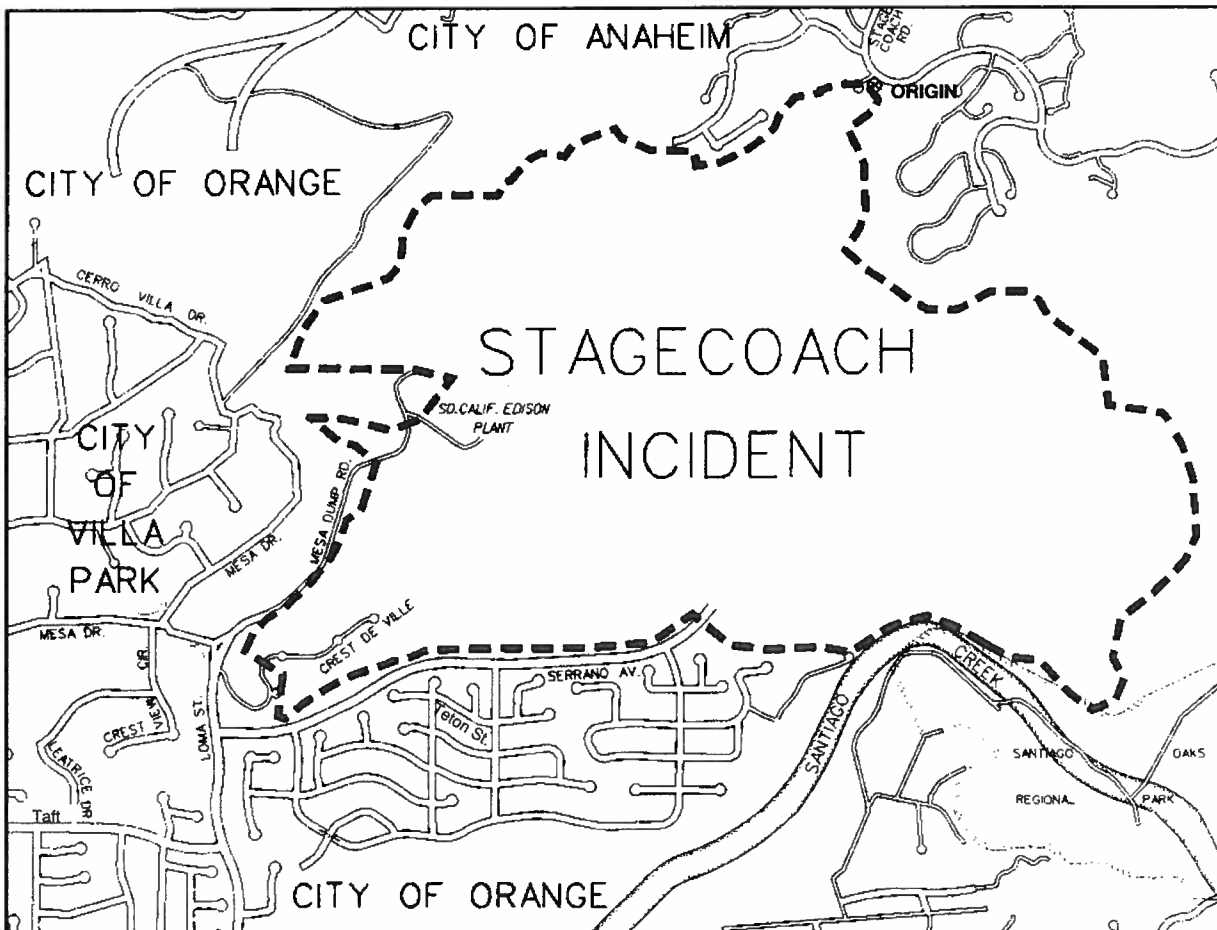 CITY OF ANAHEIM
STAGE
COACH
RD.
ORIGIN
CITY OF ORANGE
CERRO VILLA DR.
STAGECOACH
INCIDENT
SO.CALIF. EDISON
PLANT
CITY
OF
VILLA
PARK
MESA DUMP RD.
MESA DR.
MESA DR.
CREST DE VILLE
SERRANO AV.
CREST VIEW CIR.
LOMA ST.
LEATRICE DR
Teton St.
SANTIAGO CREEK
SANTIAGO OAKS
REGIONAL PARK
Taft
CITY OF ORANGE